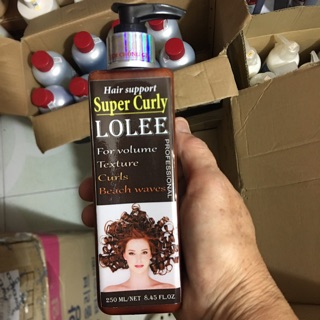 Hair support
Super Curly
LOLEE
For volume
Texture
Curls
Beach waves
PROFESSIONAL
250 ML/NET 8.45 FL.OZ